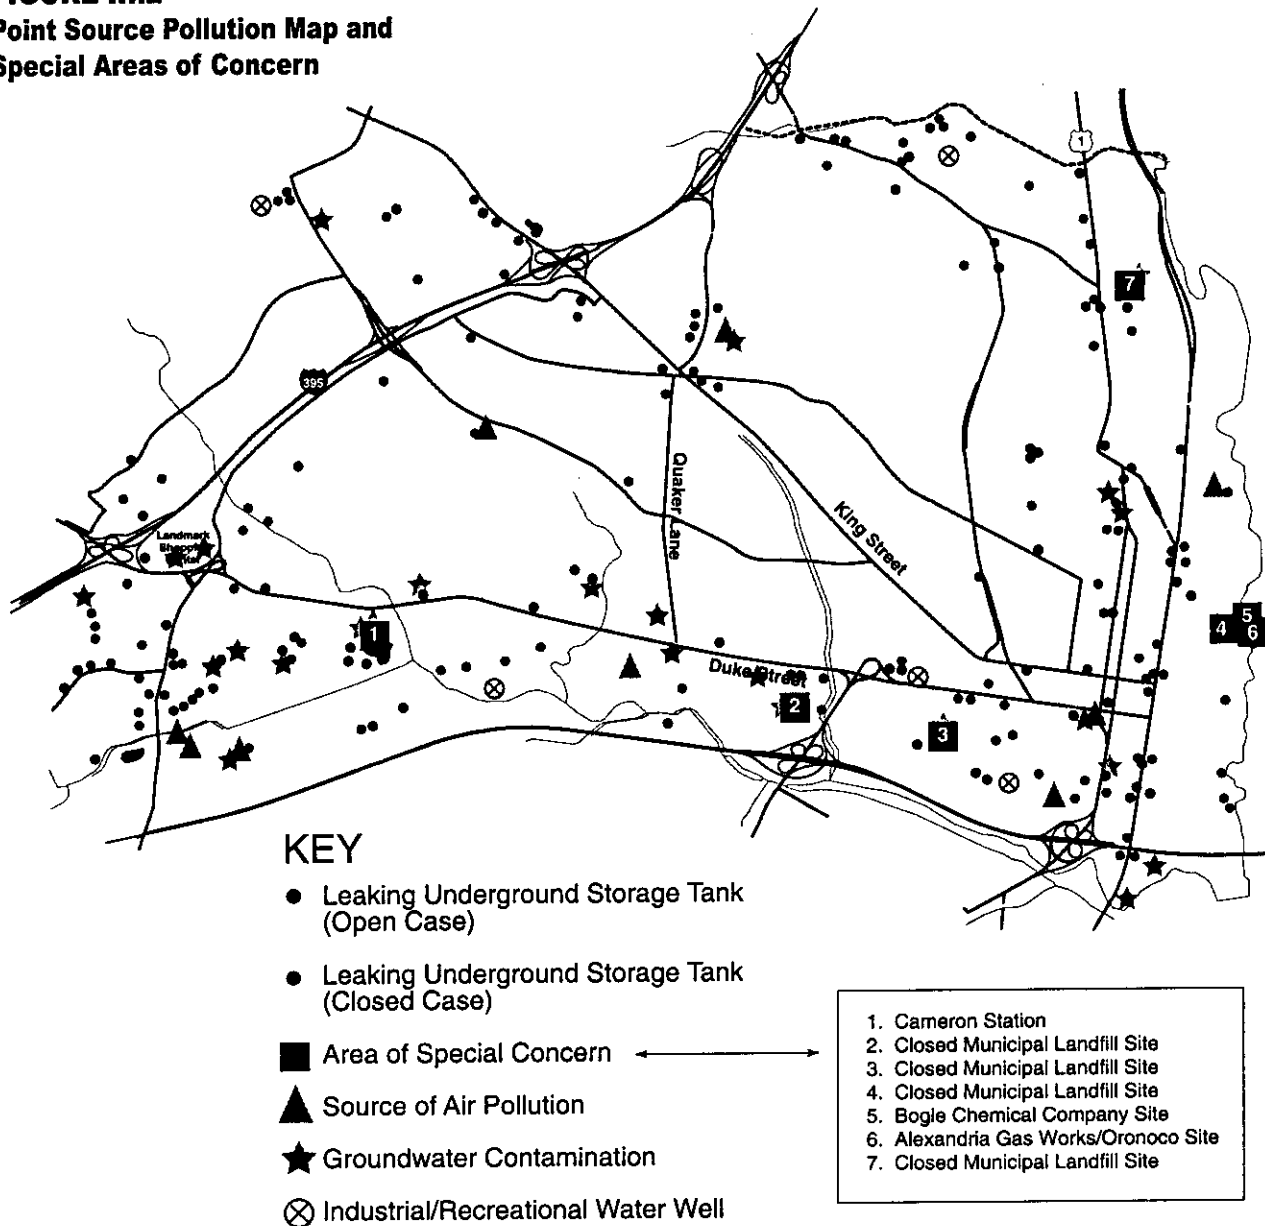 Point Source Pollution Map and
Special Areas of Concern
1
7
395
Quaker Lane
King Street
Landmark
1
Duke Street
2
3
4
5
6
KEY
Leaking Underground Storage Tank
(Open Case)
Leaking Underground Storage Tank
(Closed Case)
Area of Special Concern
Source of Air Pollution
Groundwater Contamination
Industrial/Recreational Water Well
1. Cameron Station
2. Closed Municipal Landfill Site
3. Closed Municipal Landfill Site
4. Closed Municipal Landfill Site
5. Bogle Chemical Company Site
6. Alexandria Gas Works/Oronoco Site
7. Closed Municipal Landfill Site